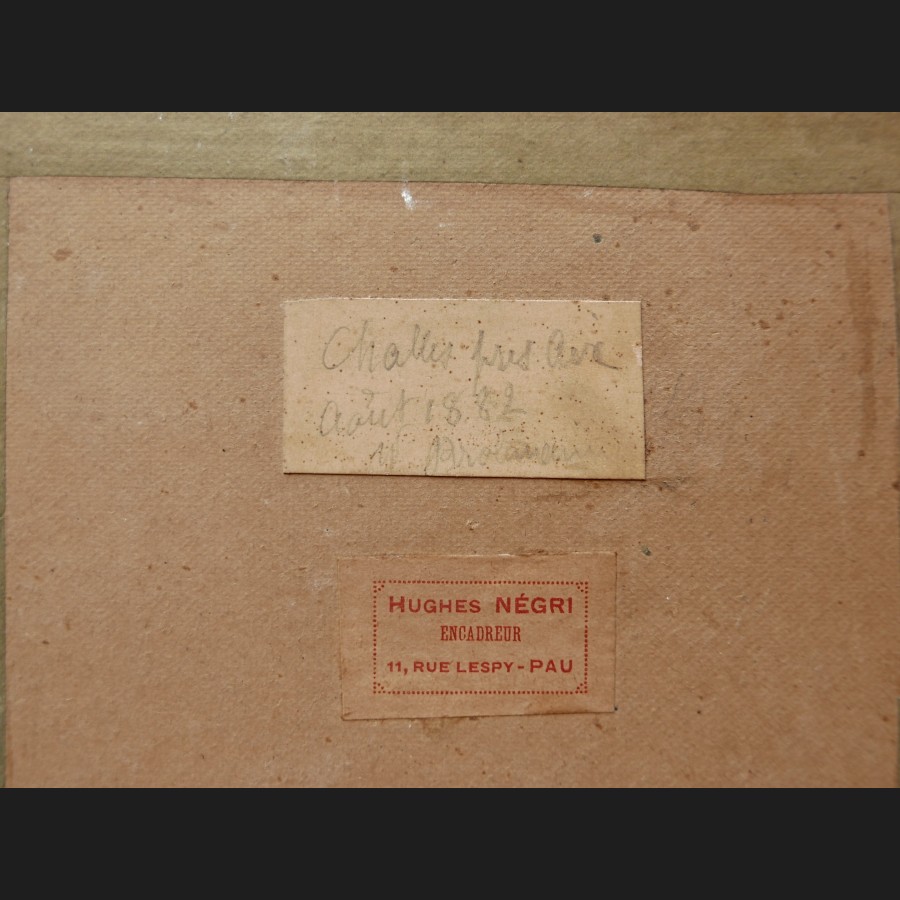 Challes près Aix
Août 1882
HUGHES NÉGRI
ENCADREUR
11, RUE LESPY - PAU